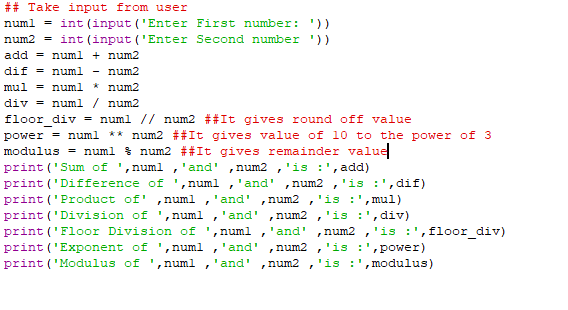 ## Take input from user
num1 = int(input('Enter First number: '))
num2 = int(input('Enter Second number '))
add = num1 + num2
dif = num1 - num2
mul = num1 * num2
div = num1 / num2
floor_div = num1 // num2 ##It gives round off value
power = num1 ** num2 ##It gives value of 10 to the power of 3
modulus = num1 % num2 ##It gives remainder value
print('Sum of ',num1 ,'and' ,num2 ,'is :',add)
print('Difference of ',num1 ,'and' ,num2 ,'is :',dif)
print('Product of' ,num1 ,'and' ,num2 ,'is :',mul)
print('Division of ',num1 ,'and' ,num2 ,'is :',div)
print('Floor Division of ',num1 ,'and' ,num2 ,'is :',floor_div)
print('Exponent of ',num1 ,'and' ,num2 ,'is :',power)
print('Modulus of ',num1 ,'and' ,num2 ,'is :',modulus)